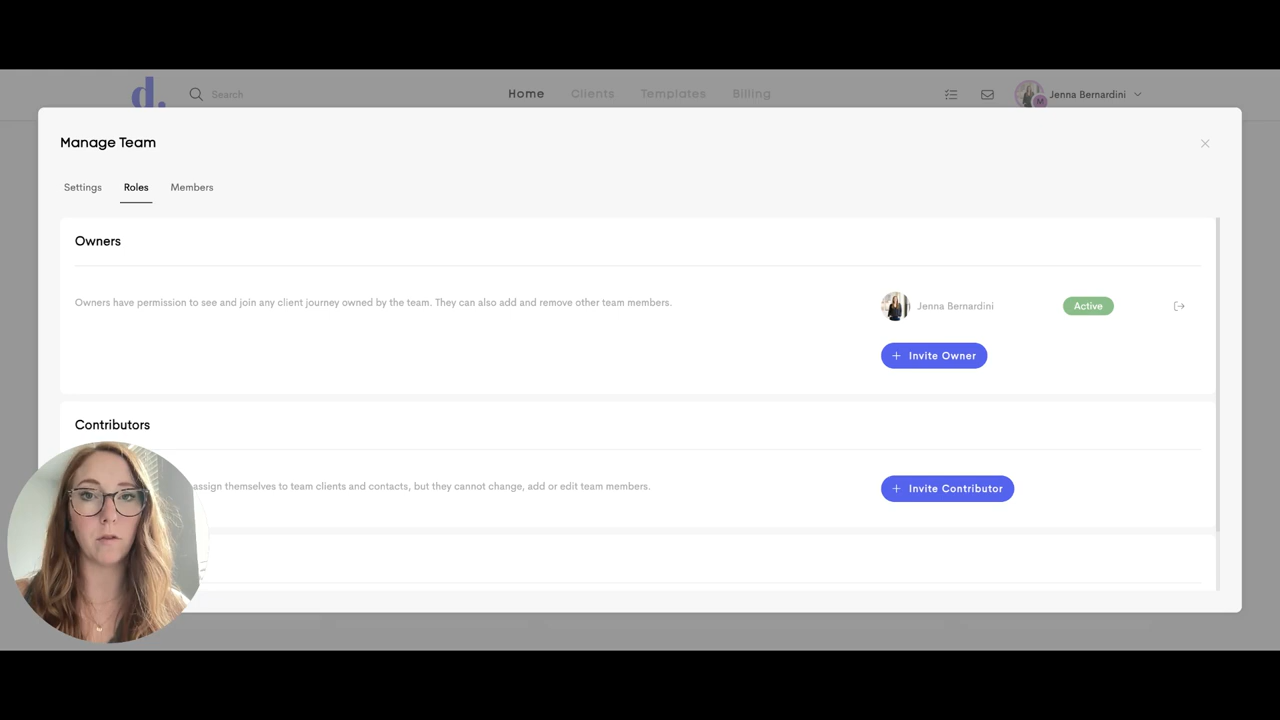 d.
Search
Home
Clients
Templates
Billing
M
Jenna Bernardini
Manage Team
Settings
Roles
Members
Owners
Owners have permission to see and join any client journey owned by the team. They can also add and remove other team members.
Jenna Bernardini
Active
+ Invite Owner
Contributors
assign themselves to team clients and contacts, but they cannot change, add or edit team members.
+ Invite Contributor